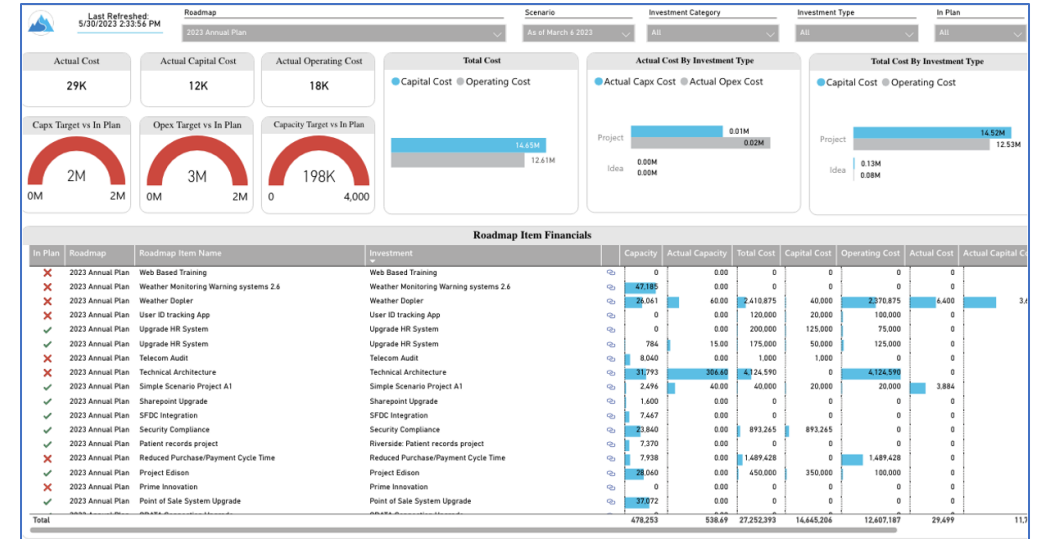 Last Refreshed:
5/30/2023 2:33:56 PM
Roadmap
2023 Annual Plan
Scenario
As of March 6 2023
Investment Category
All
Investment Type
All
In Plan
All
Actual Cost
29K
Actual Capital Cost
12K
Actual Operating Cost
18K
Capx Target vs In Plan
2M
0M 2M
Opex Target vs In Plan
3M
0M 2M
Capacity Target vs In Plan
198K
0 4,000
Total Cost
Capital Cost Operating Cost
14.65M
12.61M
Actual Cost By Investment Type
Actual Capx Cost Actual Opex Cost
Project 0.01M
0.02M
Idea 0.00M
0.00M
Total Cost By Investment Type
Capital Cost Operating Cost
Project 14.52M
12.53M
Idea 0.13M
0.08M
Roadmap Item Financials
In Plan Roadmap Roadmap Item Name Investment Capacity Actual Capacity Total Cost Capital Cost Operating Cost Actual Cost Actual Capital Co
2023 Annual Plan Web Based Training Web Based Training 0 0.00 0 0 0 0
2023 Annual Plan Weather Monitoring Warning systems 2.6 Weather Monitoring Warning systems 2.6 47,185 0.00 0 0 0 0
2023 Annual Plan Weather Dopler Weather Dopler 26,061 60.00 2,410,875 40,000 2,370,875 6,400 3,6
2023 Annual Plan User ID tracking App User ID tracking App 0 0.00 120,000 20,000 100,000 0
2023 Annual Plan Upgrade HR System Upgrade HR System 0 0.00 200,000 125,000 75,000 0
2023 Annual Plan Upgrade HR System Upgrade HR System 784 15.00 175,000 50,000 125,000 0
2023 Annual Plan Telecom Audit Telecom Audit 8,040 0.00 1,000 1,000 0 0
2023 Annual Plan Technical Architecture Technical Architecture 31,793 306.60 4,124,590 0 4,124,590 0
2023 Annual Plan Simple Scenario Project A1 Simple Scenario Project A1 2,496 40.00 40,000 20,000 20,000 3,884
2023 Annual Plan Sharepoint Upgrade Sharepoint Upgrade 1,600 0.00 0 0 0 0
2023 Annual Plan SFDC Integration SFDC Integration 7,467 0.00 0 0 0 0
2023 Annual Plan Security Compliance Security Compliance 23,840 0.00 893,265 893,265 0 0
2023 Annual Plan Patient records project Riverside: Patient records project 7,370 0.00 0 0 0 0
2023 Annual Plan Reduced Purchase/Payment Cycle Time Reduced Purchase/Payment Cycle Time 7,938 0.00 1,489,428 0 1,489,428 0
2023 Annual Plan Project Edison Project Edison 28,060 0.00 450,000 350,000 100,000 0
2023 Annual Plan Prime Innovation Prime Innovation 0 0.00 0 0 0 0
2023 Annual Plan Point of Sale System Upgrade Point of Sale System Upgrade 37,072 0.00 0 0 0 0
Total 478,253 538.69 27,252,393 14,645,206 12,607,187 29,499 11,7